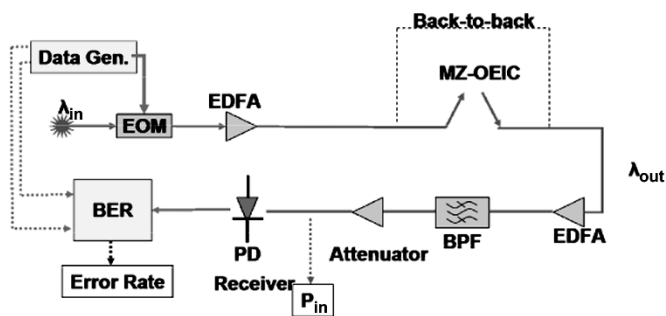 Back-to-back
Data Gen.
MZ-OEIC
λin
EDFA
EOM
λout
BER
PD
Attenuator
BPF
EDFA
Receiver
Error Rate
Pin